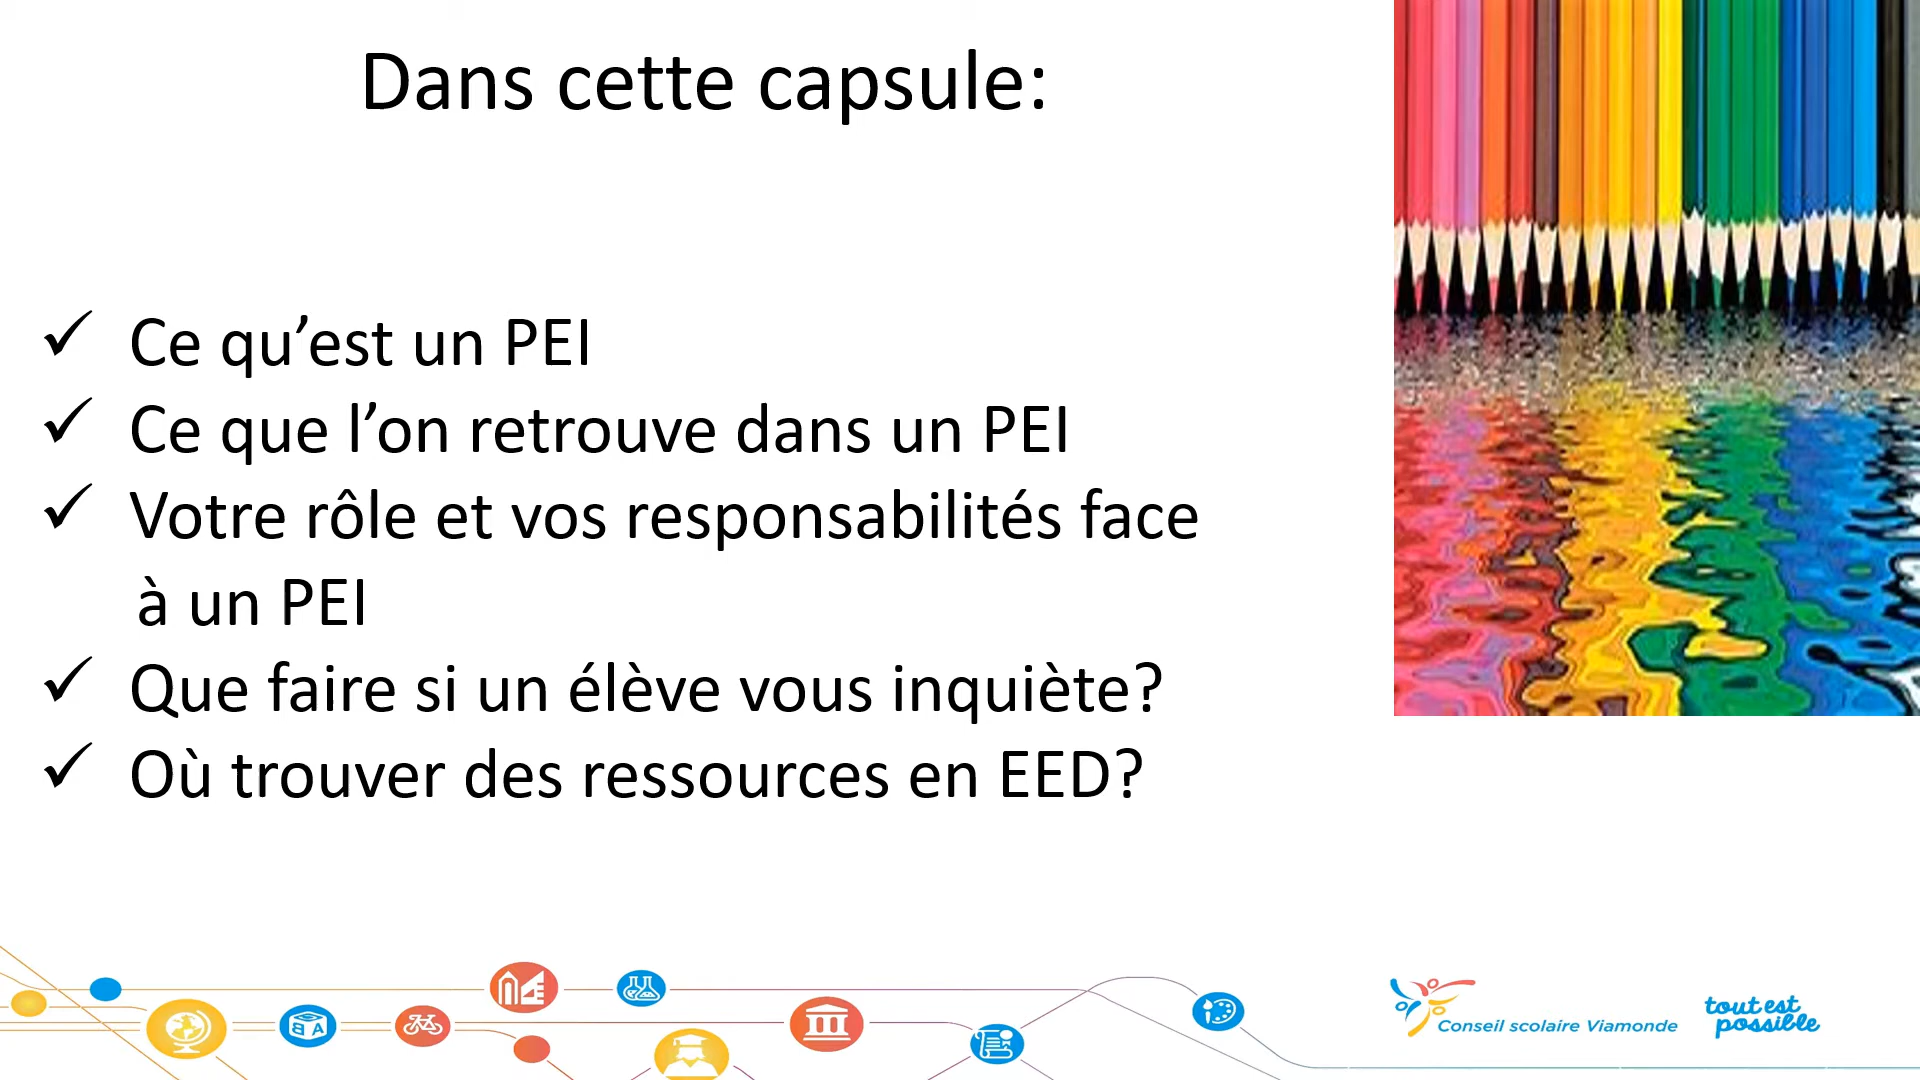 Dans cette capsule:
✓ Ce qu’est un PEI
✓ Ce que l’on retrouve dans un PEI
✓ Votre rôle et vos responsabilités face
à un PEI
✓ Que faire si un élève vous inquiète?
✓ Où trouver des ressources en EED?
B A
Conseil scolaire Viamonde
tout est
possible